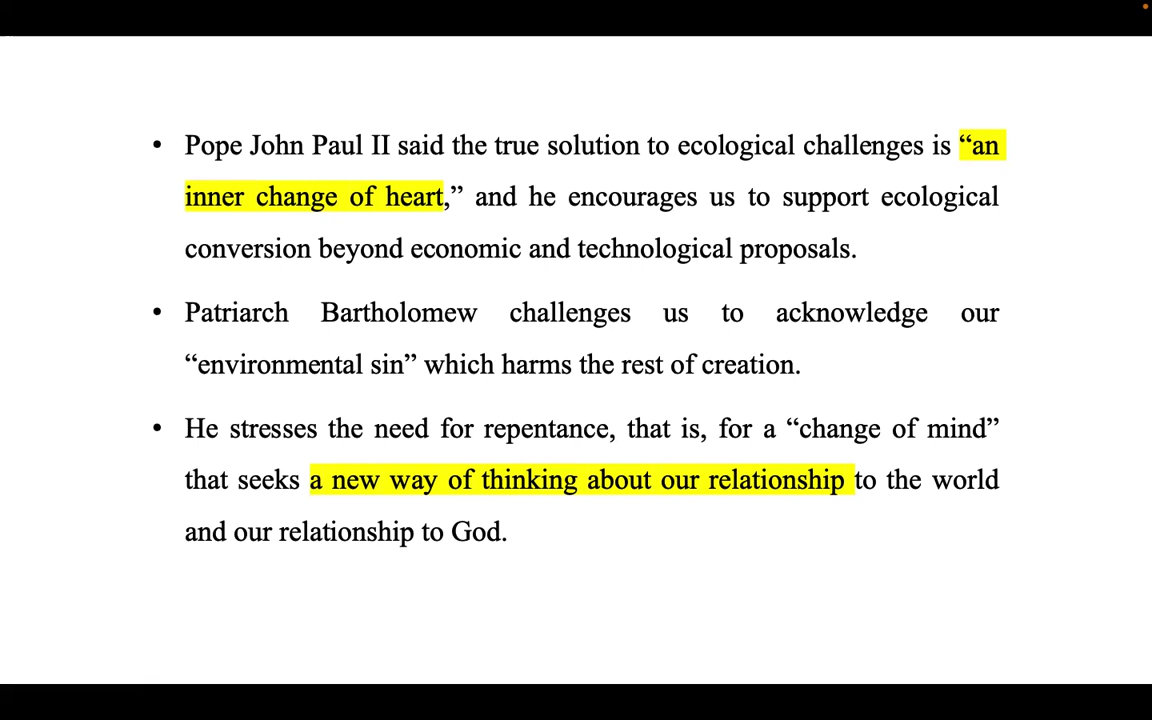 • Pope John Paul II said the true solution to ecological challenges is “an
inner change of heart,” and he encourages us to support ecological
conversion beyond economic and technological proposals.
• Patriarch Bartholomew challenges us to acknowledge our
“environmental sin” which harms the rest of creation.
• He stresses the need for repentance, that is, for a “change of mind”
that seeks a new way of thinking about our relationship to the world
and our relationship to God.